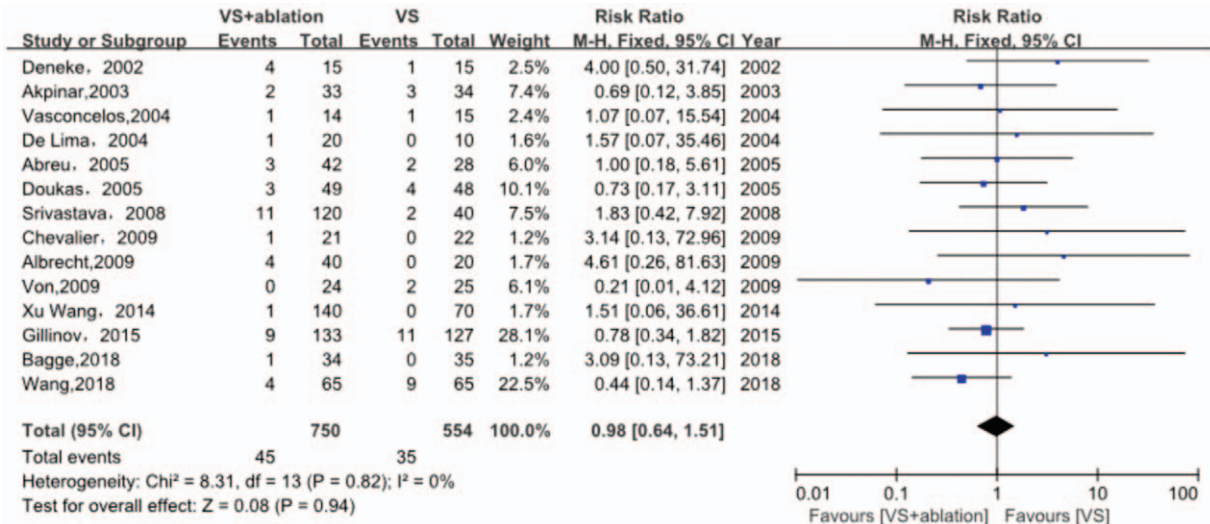 VS+ablation VS Risk Ratio Risk Ratio
Study or Subgroup Events Total Events Total Weight M-H, Fixed, 95% CI Year M-H, Fixed, 95% CI
Deneke，2002 4 15 1 15 2.5% 4.00 [0.50, 31.74] 2002
Akpinar,2003 2 33 3 34 7.4% 0.69 [0.12, 3.85] 2003
Vasconcelos,2004 1 14 1 15 2.4% 1.07 [0.07, 15.54] 2004
De Lima，2004 1 20 0 10 1.6% 1.57 [0.07, 35.46] 2004
Abreu，2005 3 42 2 28 6.0% 1.00 [0.18, 5.61] 2005
Doukas，2005 3 49 4 48 10.1% 0.73 [0.17, 3.11] 2005
Srivastava，2008 11 120 2 40 7.5% 1.83 [0.42, 7.92] 2008
Chevalier，2009 1 21 0 22 1.2% 3.14 [0.13, 72.96] 2009
Albrecht,2009 4 40 0 20 1.7% 4.61 [0.26, 81.63] 2009
Von,2009 0 24 2 25 6.1% 0.21 [0.01, 4.12] 2009
Xu Wang，2014 1 140 0 70 1.7% 1.51 [0.06, 36.61] 2014
Gillinov，2015 9 133 11 127 28.1% 0.78 [0.34, 1.82] 2015
Bagge,2018 1 34 0 35 1.2% 3.09 [0.13, 73.21] 2018
Wang,2018 4 65 9 65 22.5% 0.44 [0.14, 1.37] 2018
Total (95% CI) 750 554 100.0% 0.98 [0.64, 1.51]
Total events 45 35
Heterogeneity: Chi² = 8.31, df = 13 (P = 0.82); I² = 0%
Test for overall effect: Z = 0.08 (P = 0.94)
0.01 0.1 1 10 100
Favours [VS+ablation] Favours [VS]